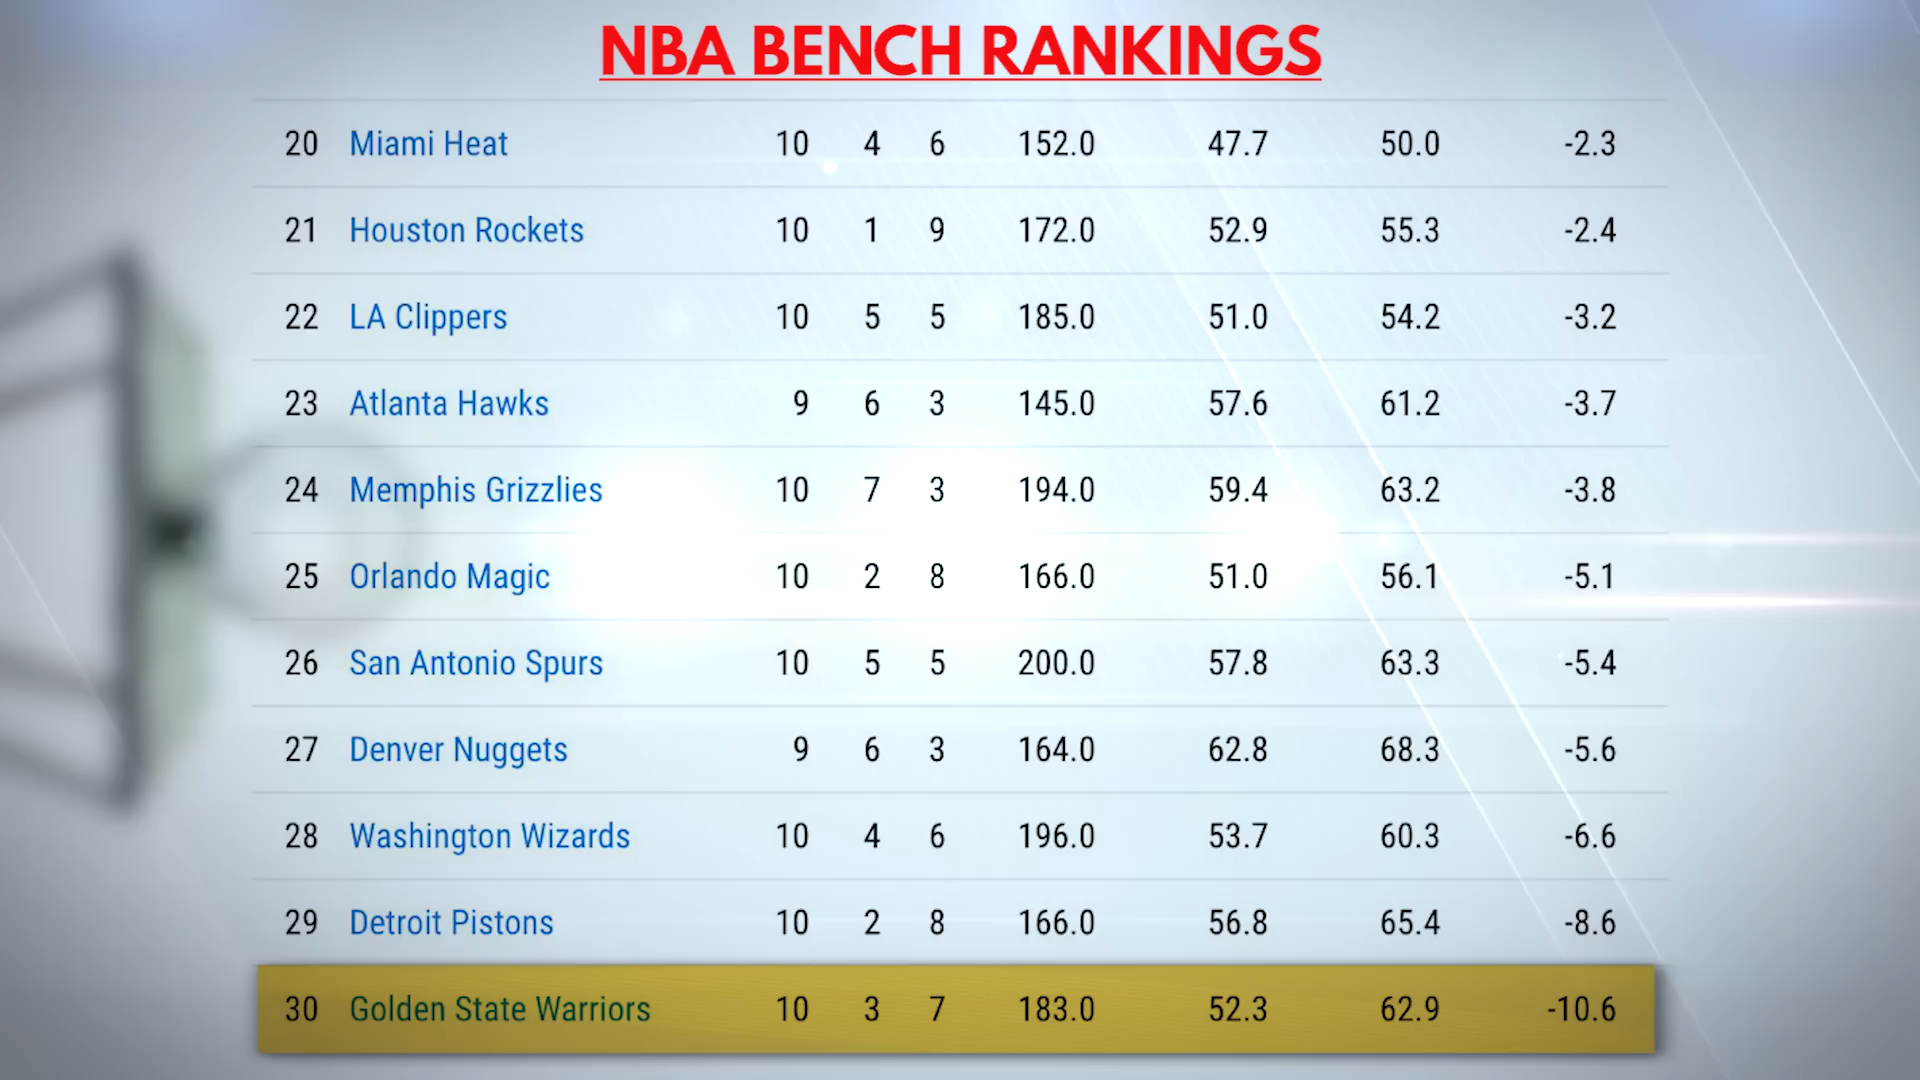 NBA BENCH RANKINGS
20 Miami Heat 10 4 6 152.0 47.7 50.0 -2.3
21 Houston Rockets 10 1 9 172.0 52.9 55.3 -2.4
22 LA Clippers 10 5 5 185.0 51.0 54.2 -3.2
23 Atlanta Hawks 9 6 3 145.0 57.6 61.2 -3.7
24 Memphis Grizzlies 10 7 3 194.0 59.4 63.2 -3.8
25 Orlando Magic 10 2 8 166.0 51.0 56.1 -5.1
26 San Antonio Spurs 10 5 5 200.0 57.8 63.3 -5.4
27 Denver Nuggets 9 6 3 164.0 62.8 68.3 -5.6
28 Washington Wizards 10 4 6 196.0 53.7 60.3 -6.6
29 Detroit Pistons 10 2 8 166.0 56.8 65.4 -8.6
30 Golden State Warriors 10 3 7 183.0 52.3 62.9 -10.6